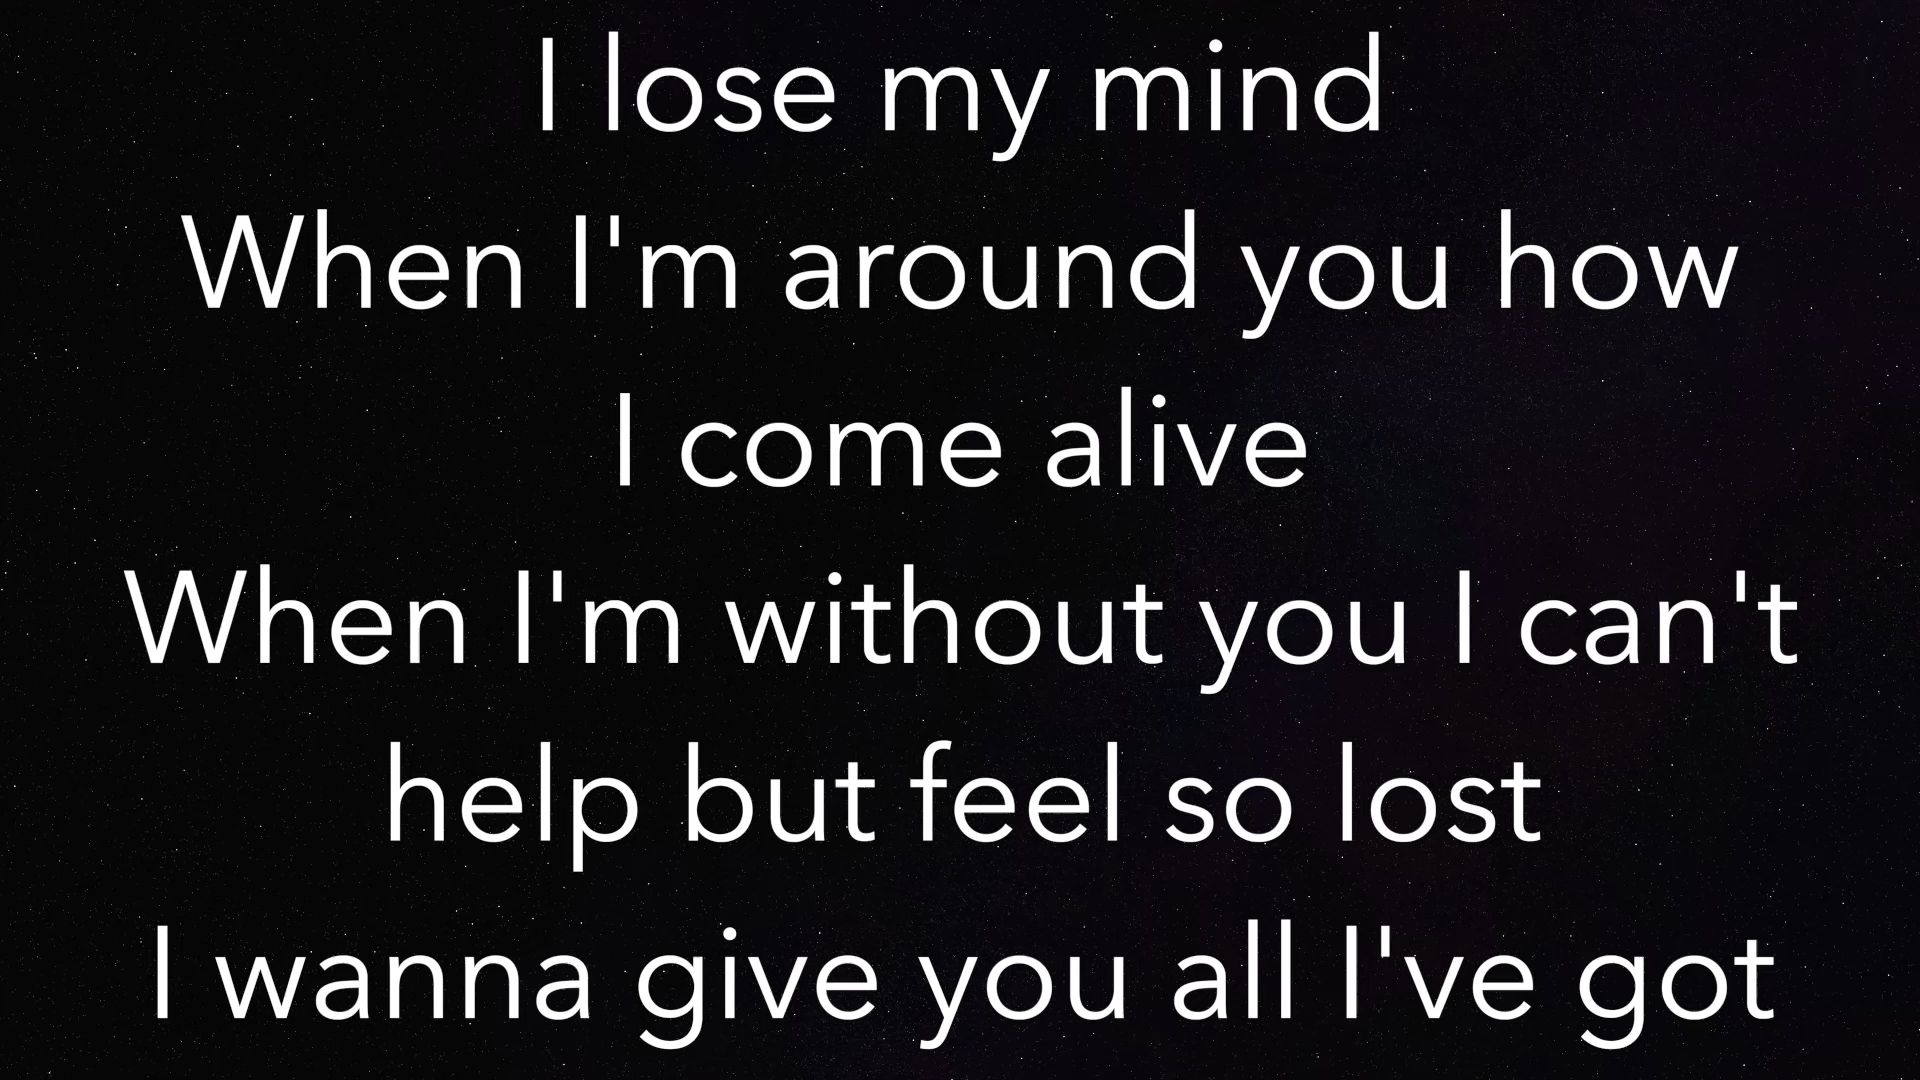 I lose my mind
When I'm around you how
I come alive
When I'm without you I can't
help but feel so lost
I wanna give you all I've got